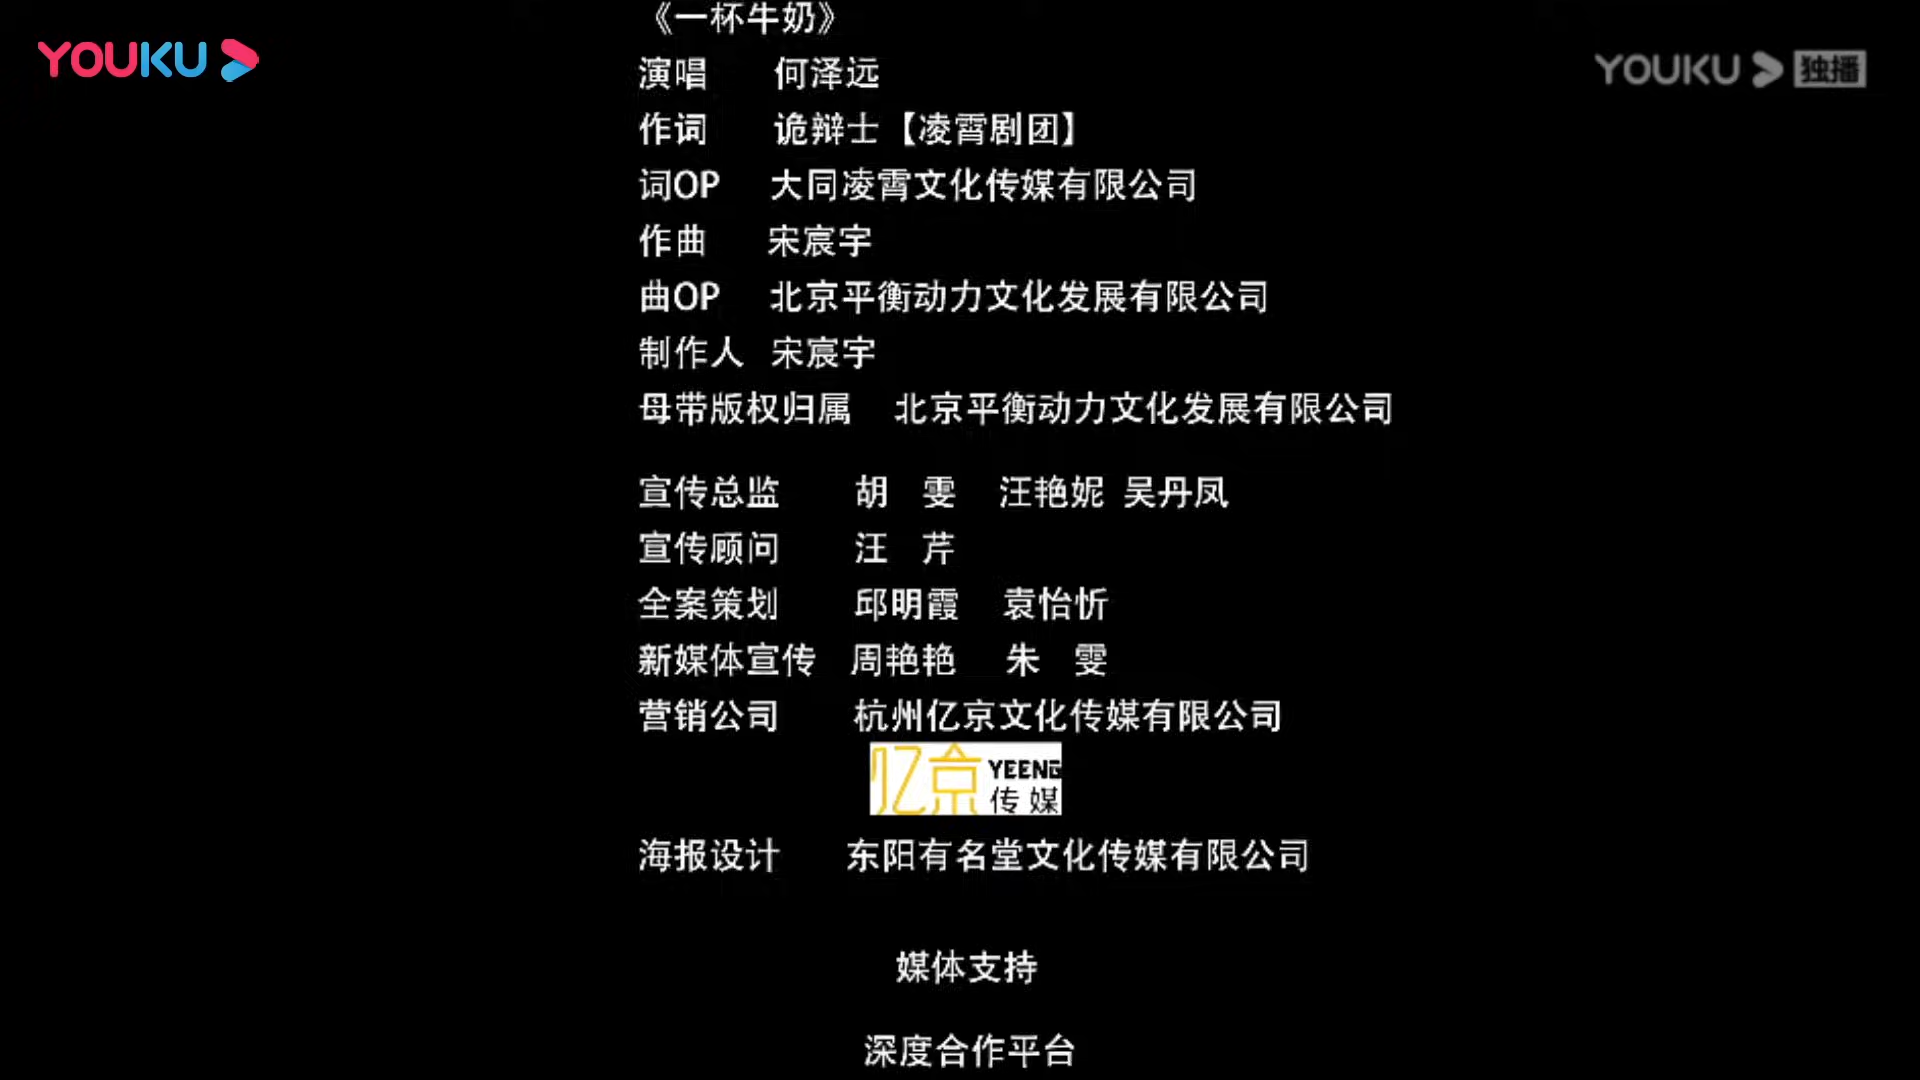 《一杯牛奶》
YOUKU
YOUKU 独播
演唱 何泽远
作词 诡辩士【凌霄剧团】
词OP 大同凌霄文化传媒有限公司
作曲 宋宸宇
曲OP 北京平衡动力文化发展有限公司
制作人 宋宸宇
母带版权归属 北京平衡动力文化发展有限公司
宣传总监 胡 雯 汪艳妮 吴丹凤
宣传顾问 汪 芹
全案策划 邱明霞 袁怡忻
新媒体宣传 周艳艳 朱 雯
营销公司 杭州亿京文化传媒有限公司
亿京 YEENG
传媒
海报设计 东阳有名堂文化传媒有限公司
媒体支持
深度合作平台